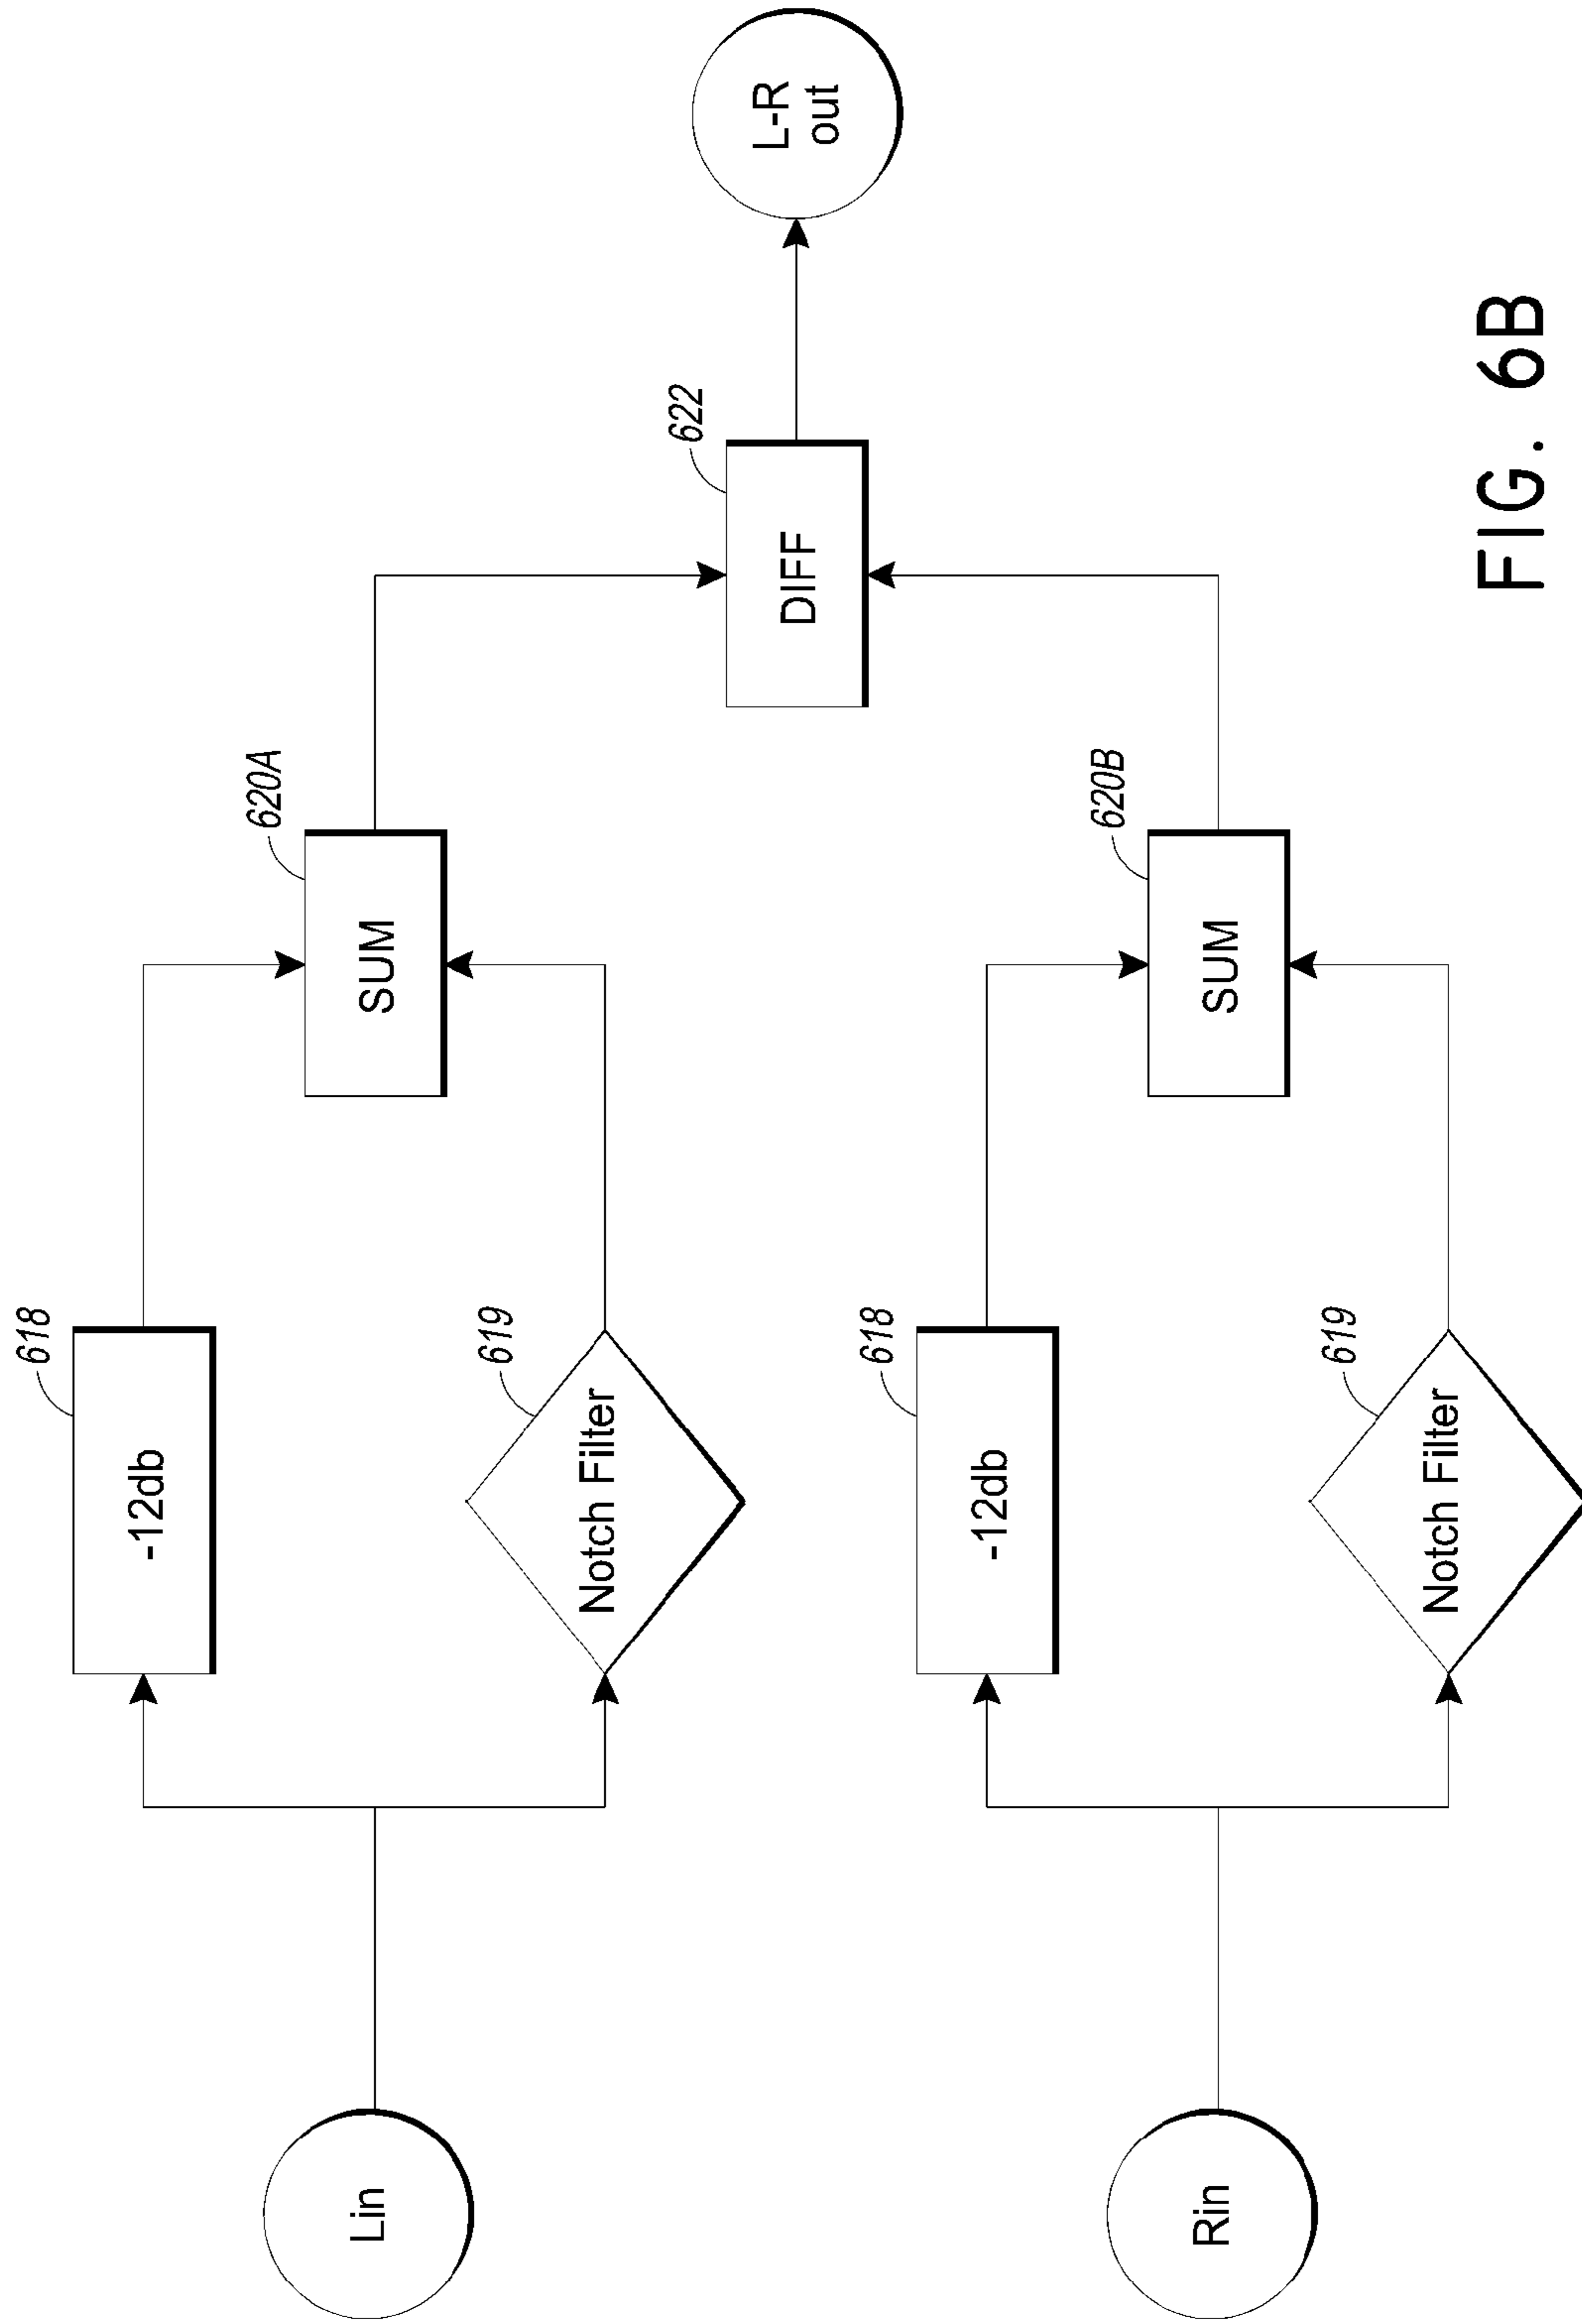 Lin
618
-12db
619
Notch Filter
620A
SUM
622
DIFF
L-R
out
Rin
618
-12db
619
Notch Filter
620B
SUM
FIG. 6B